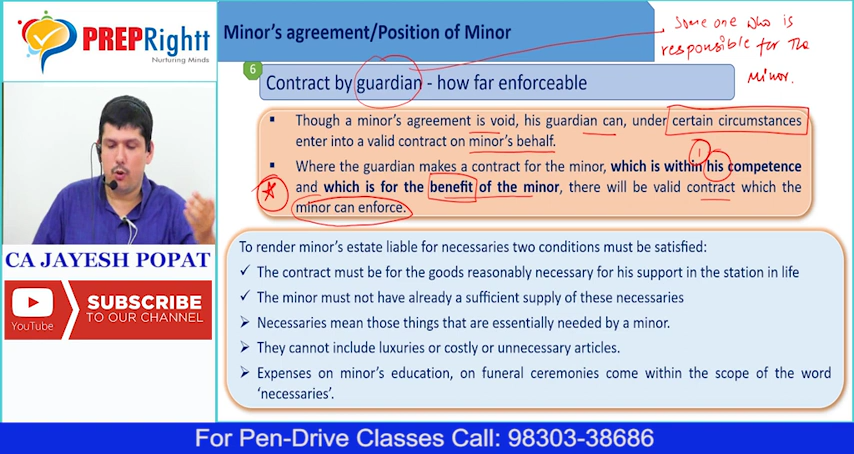 PREPRightt
Nurturing Minds
Minor's agreement/Position of Minor
Some one who is
responsible for the
minor.
6
Contract by guardian - how far enforceable
▪ Though a minor's agreement is void, his guardian can, under certain circumstances
enter into a valid contract on minor's behalf.
1
▪ Where the guardian makes a contract for the minor, which is within his competence
and which is for the benefit of the minor, there will be valid contract which the
minor can enforce.
To render minor's estate liable for necessaries two conditions must be satisfied:
✓ The contract must be for the goods reasonably necessary for his support in the station in life
✓ The minor must not have already a sufficient supply of these necessaries
➢ Necessaries mean those things that are essentially needed by a minor.
➢ They cannot include luxuries or costly or unnecessary articles.
➢ Expenses on minor's education, on funeral ceremonies come within the scope of the word
'necessaries'.
CA JAYESH POPAT
YouTube
SUBSCRIBE
TO OUR CHANNEL
For Pen-Drive Classes Call: 98303-38686